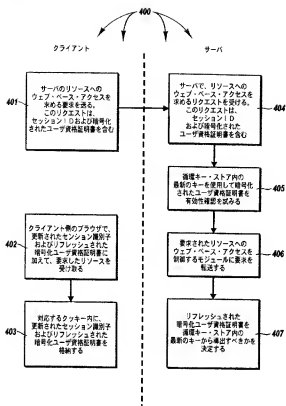 400
クライアント
サーバ
401
サーバのリソースへの
ウェブ・ベース・アクセスを
求める要求を送る。
このリクエストは、
セッションIDおよび暗号化
されたユーザ資格証明書を含む
サーバで、リソースへの
ウェブ・ベース・アクセスを
求めるリクエストを受ける。
このリクエストは、
セッションID
および暗号化された
ユーザ資格証明書を含む
404
循環キー・ストア内の
最新のキーを使用して暗号化
されたユーザ資格証明書を
有効性確認を試みる
405
402
クライアント側のブラウザで、
更新されたセッション識別子
およびリフレッシュされた
暗号化ユーザ資格証明書に
加えて、要求したリソースを
受け取る
要求されたリソースへの
ウェブ・ベース・アクセスを
制御するモジュールに要求を
転送する
406
403
対応するクッキー内に、
更新されたセッション識別子
およびリフレッシュされた
暗号化ユーザ資格証明書を
格納する
リフレッシュされた
暗号化ユーザ資格証明書を
循環キー・ストア内の
最新のキーから導出すべきかを
決定する
407